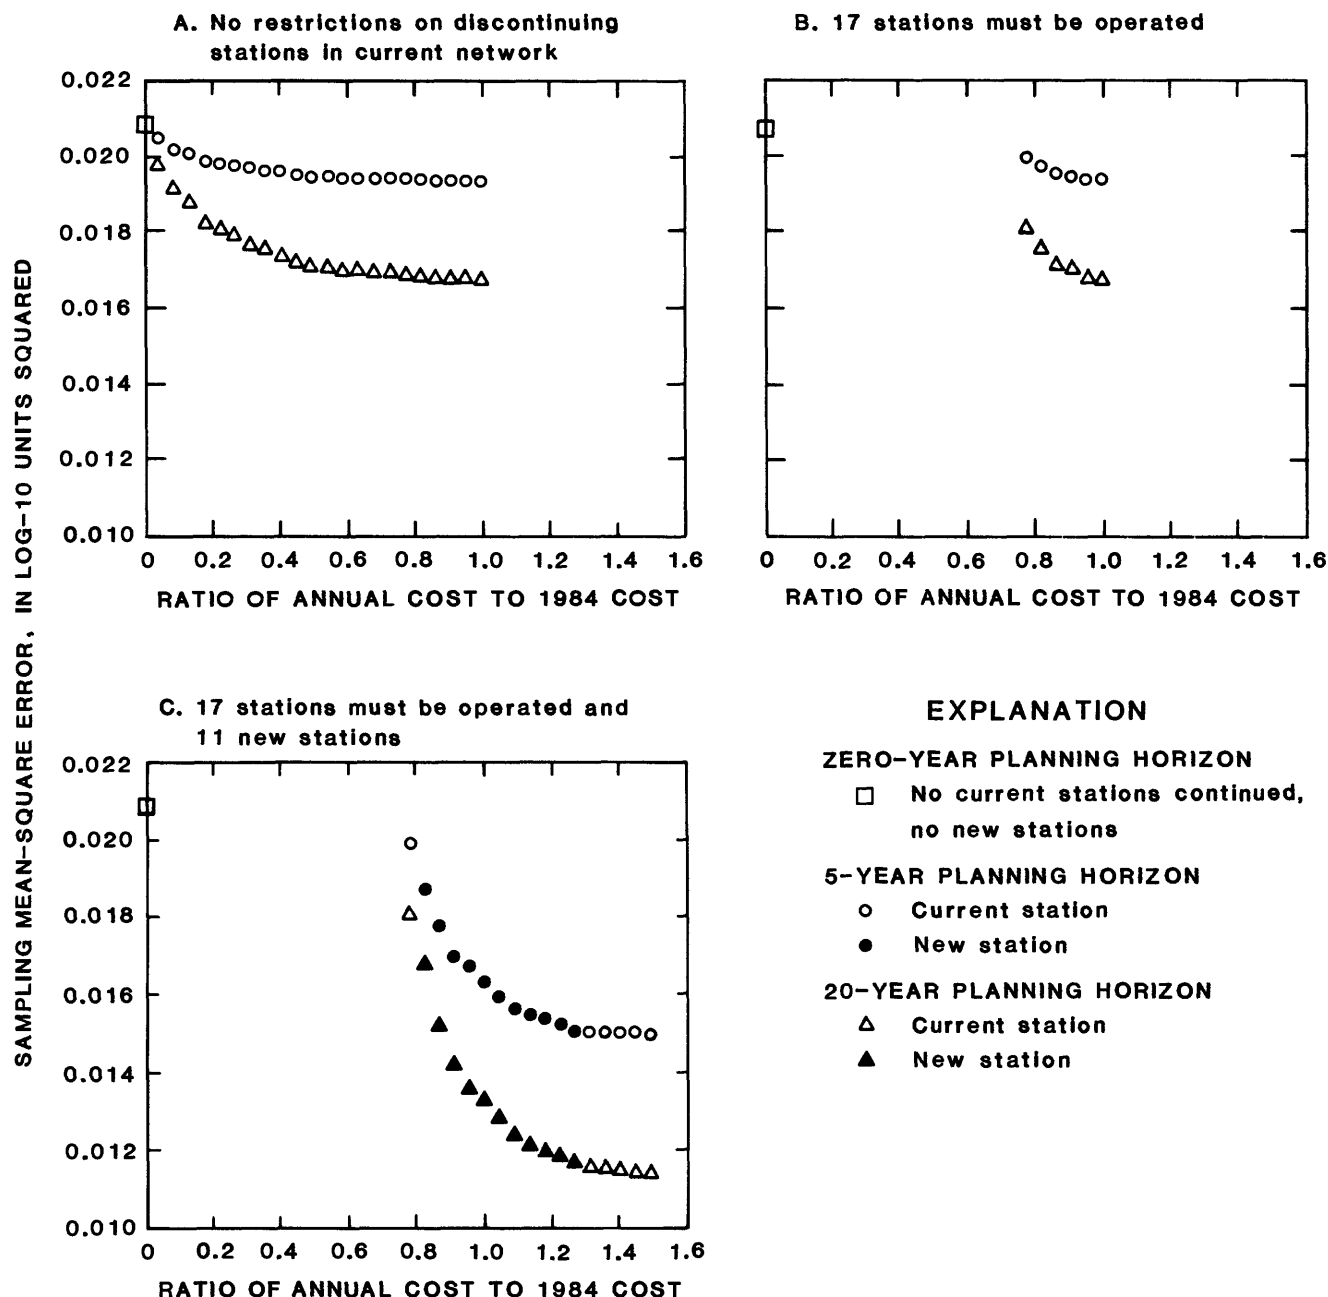 A. No restrictions on discontinuing
stations in current network
B. 17 stations must be operated
0.022
0.020
0.018
0.016
0.014
0.012
0.010
0 0.2 0.4 0.6 0.8 1.0 1.2 1.4 1.6
RATIO OF ANNUAL COST TO 1984 COST
0 0.2 0.4 0.6 0.8 1.0 1.2 1.4 1.6
RATIO OF ANNUAL COST TO 1984 COST
SAMPLING MEAN-SQUARE ERROR, IN LOG-10 UNITS SQUARED
C. 17 stations must be operated and
11 new stations
0.022
0.020
0.018
0.016
0.014
0.012
0.010
0 0.2 0.4 0.6 0.8 1.0 1.2 1.4 1.6
RATIO OF ANNUAL COST TO 1984 COST
EXPLANATION
ZERO-YEAR PLANNING HORIZON
No current stations continued,
no new stations
5-YEAR PLANNING HORIZON
Current station
New station
20-YEAR PLANNING HORIZON
Current station
New station